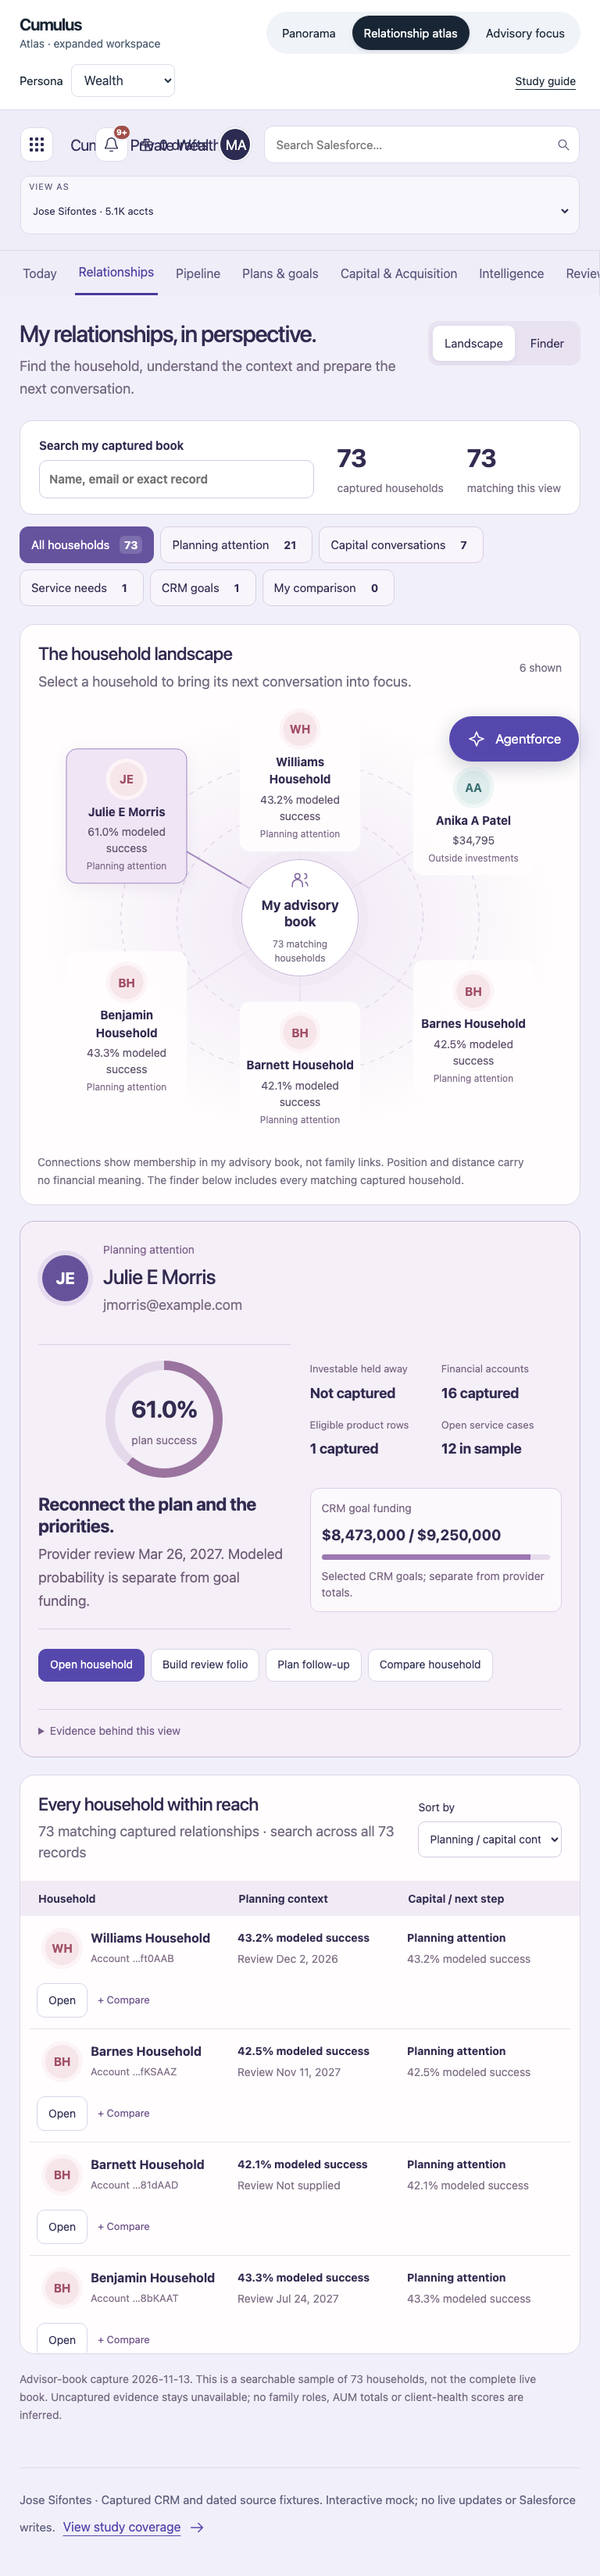 Cumulus
Atlas · expanded workspace
Panorama
Relationship atlas
Advisory focus
Persona
Wealth
Study guide
9+
MA
Search Salesforce...
VIEW AS
Jose Sifontes · 5.1K accts
Today
Relationships
Pipeline
Plans & goals
Capital & Acquisition
Intelligence
My relationships, in perspective.
Find the household, understand the context and prepare the
next conversation.
Landscape
Finder
Search my captured book
Name, email or exact record
73
captured households
73
matching this view
All households 73
Planning attention 21
Capital conversations 7
Service needs 1
CRM goals 1
My comparison 0
The household landscape
Select a household to bring its next conversation into focus.
6 shown
Agentforce
WH
Williams
Household
43.2% modeled
success
Planning attention
JE
Julie E Morris
61.0% modeled
success
Planning attention
AA
Anika A Patel
$34,795
Outside investments
My advisory
book
73 matching
households
BH
Benjamin
Household
43.3% modeled
success
Planning attention
BH
Barnett Household
42.1% modeled
success
Planning attention
BH
Barnes Household
42.5% modeled
success
Planning attention
Connections show membership in my advisory book, not family links. Position and distance carry
no financial meaning. The finder below includes every matching captured household.
JE
Planning attention
Julie E Morris
jmorris@example.com
61.0%
plan success
Reconnect the plan and the
priorities.
Provider review Mar 26, 2027. Modeled
probability is separate from goal
funding.
Investable held away
Not captured
Financial accounts
16 captured
Eligible product rows
1 captured
Open service cases
12 in sample
CRM goal funding
$8,473,000 / $9,250,000
Selected CRM goals; separate from provider
totals.
Open household
Build review folio
Plan follow-up
Compare household
Evidence behind this view
Every household within reach
73 matching captured relationships · search across all 73
records
Sort by
Planning / capital cont
Household
Planning context
Capital / next step
WH
Williams Household
Account …ft0AAB
43.2% modeled success
Review Dec 2, 2026
Planning attention
43.2% modeled success
Open
+ Compare
BH
Barnes Household
Account …fKSAAZ
42.5% modeled success
Review Nov 11, 2027
Planning attention
42.5% modeled success
Open
+ Compare
BH
Barnett Household
Account …81dAAD
42.1% modeled success
Review Not supplied
Planning attention
42.1% modeled success
Open
+ Compare
BH
Benjamin Household
Account …8bKAAT
43.3% modeled success
Review Jul 24, 2027
Planning attention
43.3% modeled success
Open
+ Compare
Advisor-book capture 2026-11-13. This is a searchable sample of 73 households, not the complete live
book. Uncaptured evidence stays unavailable; no family roles, AUM totals or client-health scores are
inferred.
Jose Sifontes · Captured CRM and dated source fixtures. Interactive mock; no live updates or Salesforce
writes. View study coverage →